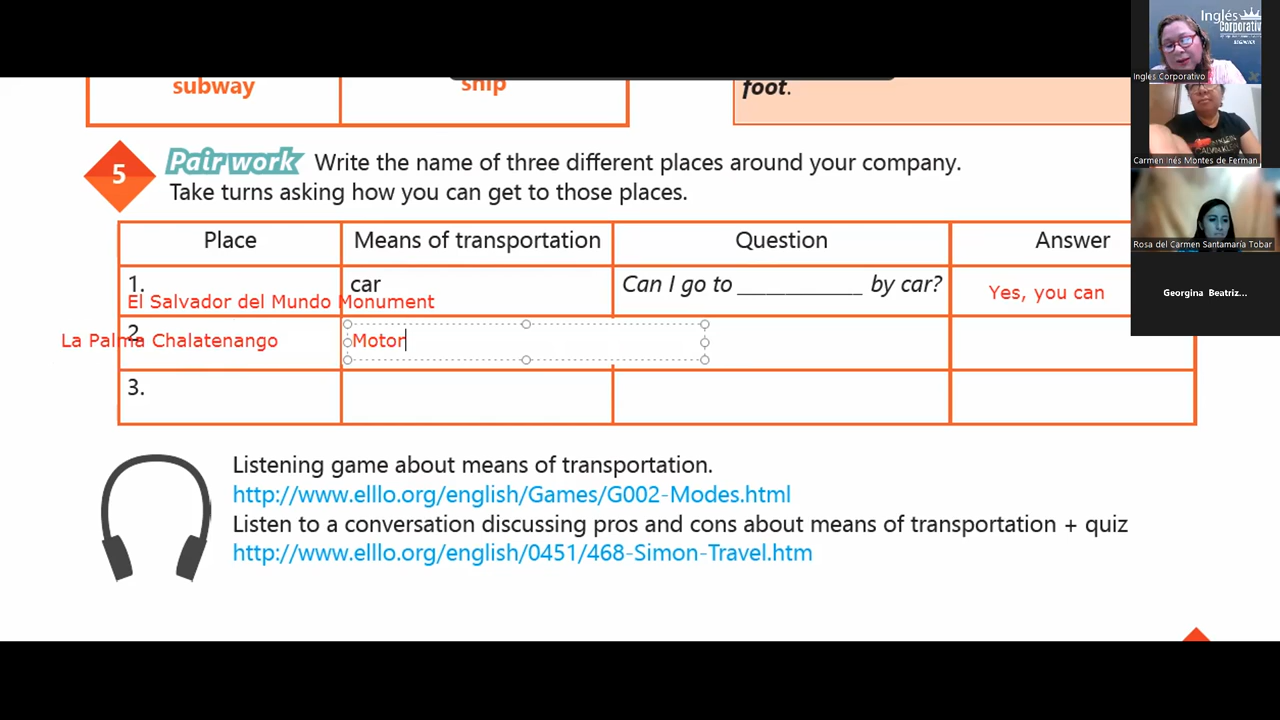 subway ship
foot.
5 Pair work Write the name of three different places around your company.
Take turns asking how you can get to those places.
Place Means of transportation Question Answer
1. car Can I go to ____________ by car? Yes, you can
El Salvador del Mundo Monument
2.
La Palma Chalatenango Motor
3.
Listening game about means of transportation.
http://www.elllo.org/english/Games/G002-Modes.html
Listen to a conversation discussing pros and cons about means of transportation + quiz
http://www.elllo.org/english/0451/468-Simon-Travel.htm
Inglés
Corporativo
Ingles Corporativo
Carmen Inés Montes de Ferman
Rosa del Carmen Santamaría Tobar
Georgina Beatriz...